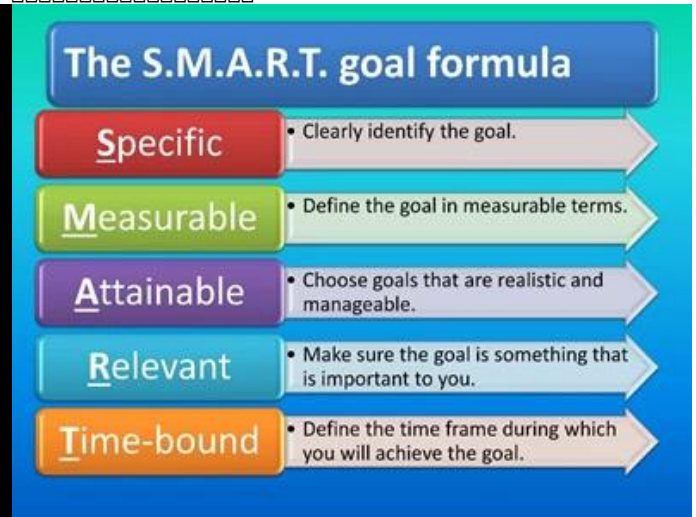 The S.M.A.R.T. goal formula
Specific
• Clearly identify the goal.
Measurable
• Define the goal in measurable terms.
Attainable
• Choose goals that are realistic and
manageable.
Relevant
• Make sure the goal is something that
is important to you.
Time-bound
• Define the time frame during which
you will achieve the goal.